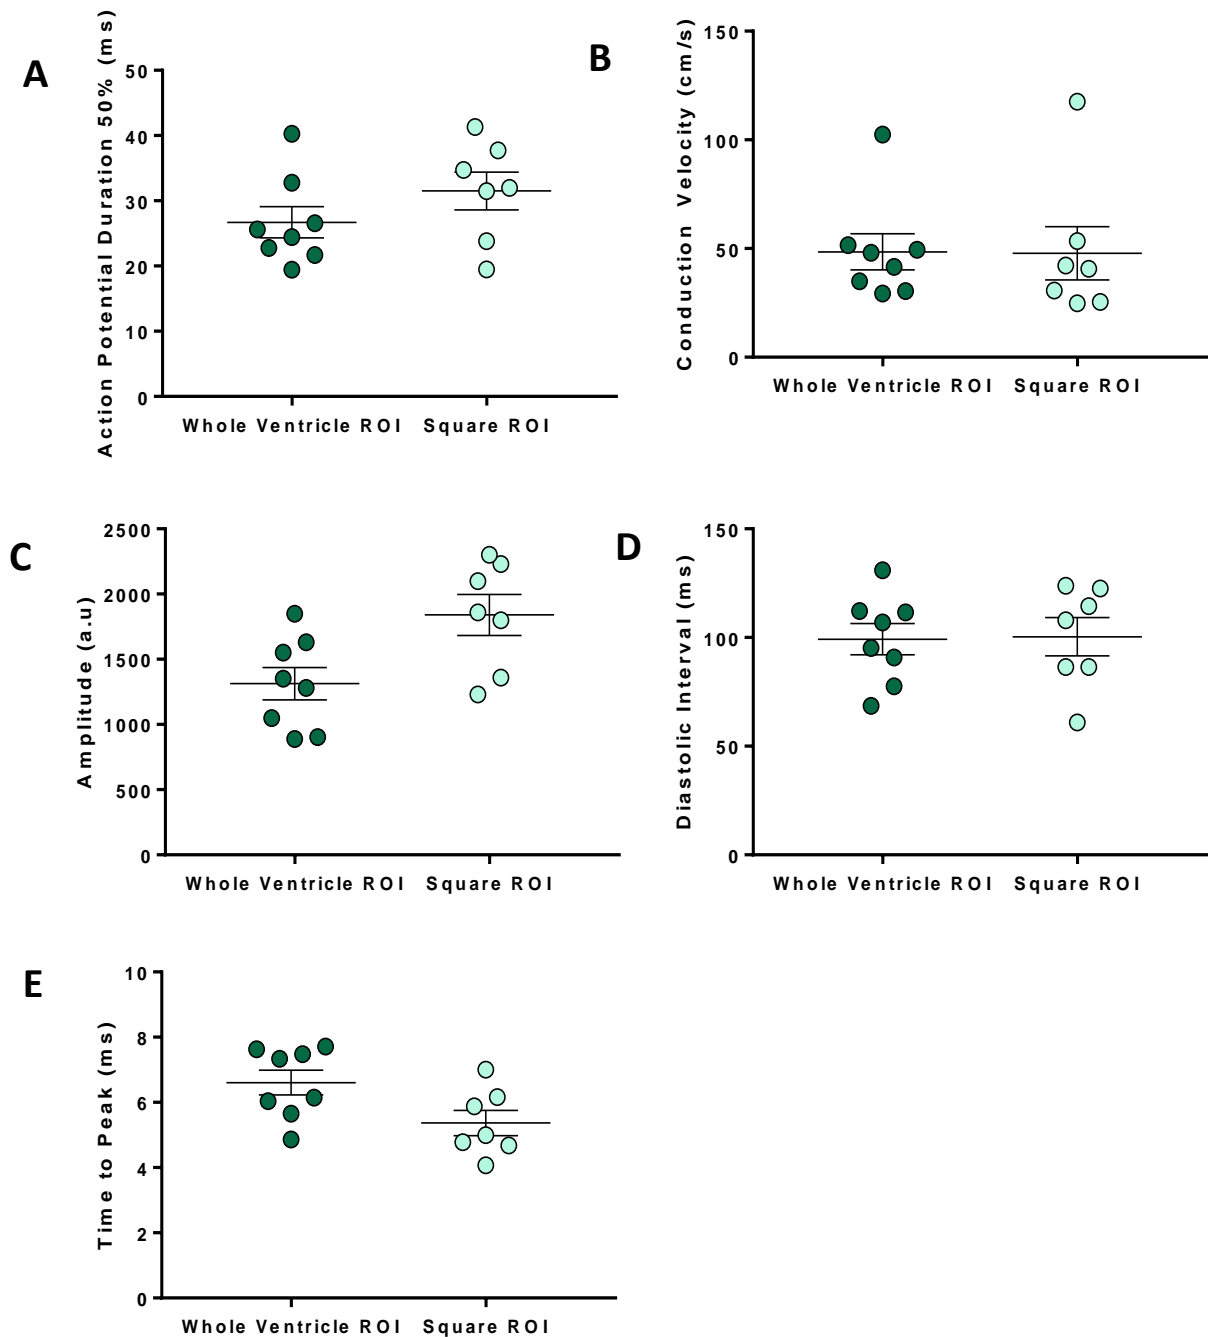 A
Action Potential Duration 50% (ms)
50
40
30
20
10
0
Whole Ventricle ROI Square ROI
B
Conduction Velocity (cm/s)
150
100
50
0
Whole Ventricle ROI Square ROI
C
Amplitude (a.u)
2500
2000
1500
1000
500
0
Whole Ventricle ROI Square ROI
D
Diastolic Interval (ms)
150
100
50
0
Whole Ventricle ROI Square ROI
E
Time to Peak (ms)
10
8
6
4
2
0
Whole Ventricle ROI Square ROI